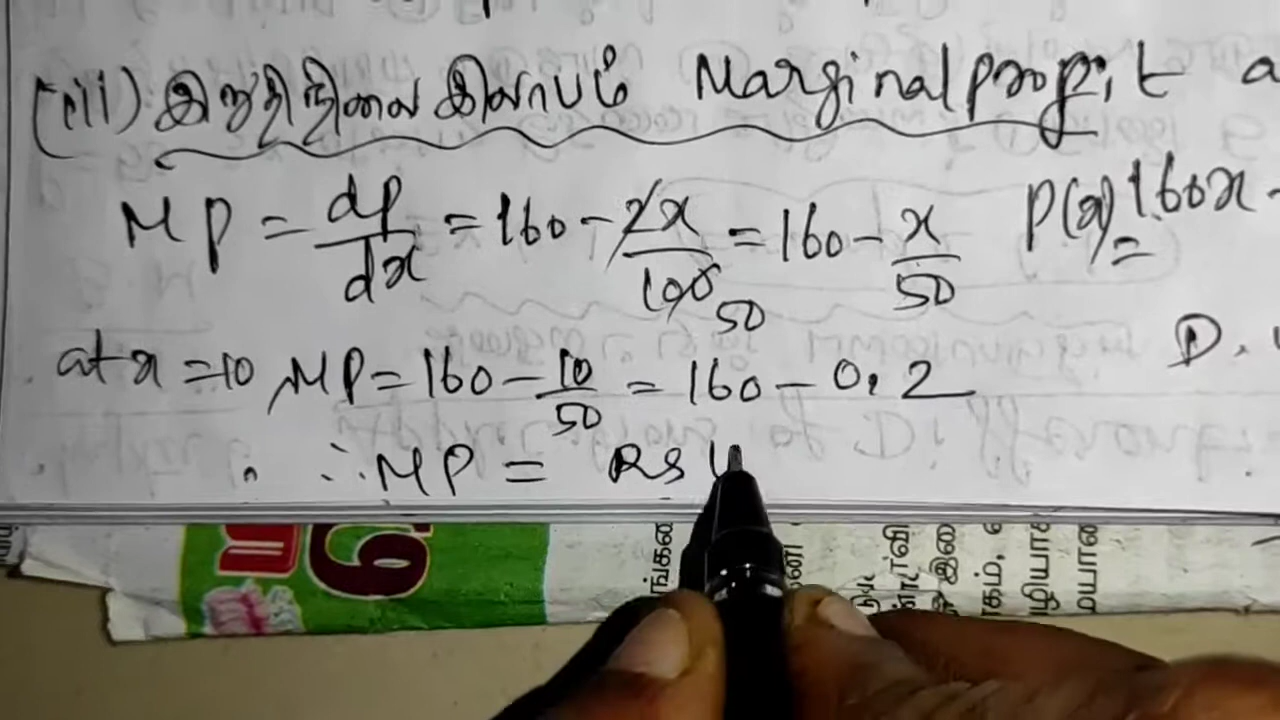 (iii) இறுதிநிலை இலாபம் Marginal profit a
MP = dp/dx = 160 - 2x/100 50 = 160 - x/50 P(x) = 160x -
at x = 10 MP = 160 - 10/50 = 160 - 0.2
D.
∴ MP = Rs